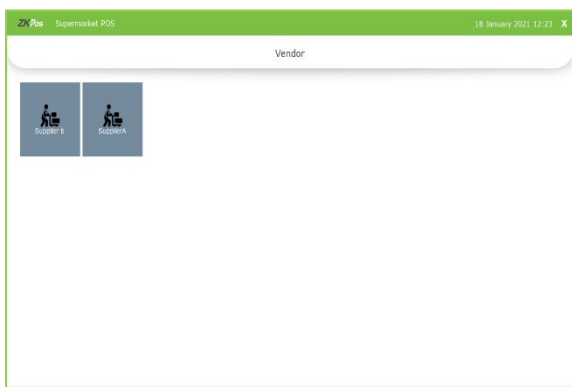 ZKPos Supermarket POS 18 January 2021 12:23 X
Vendor
Supplier b SupplierA